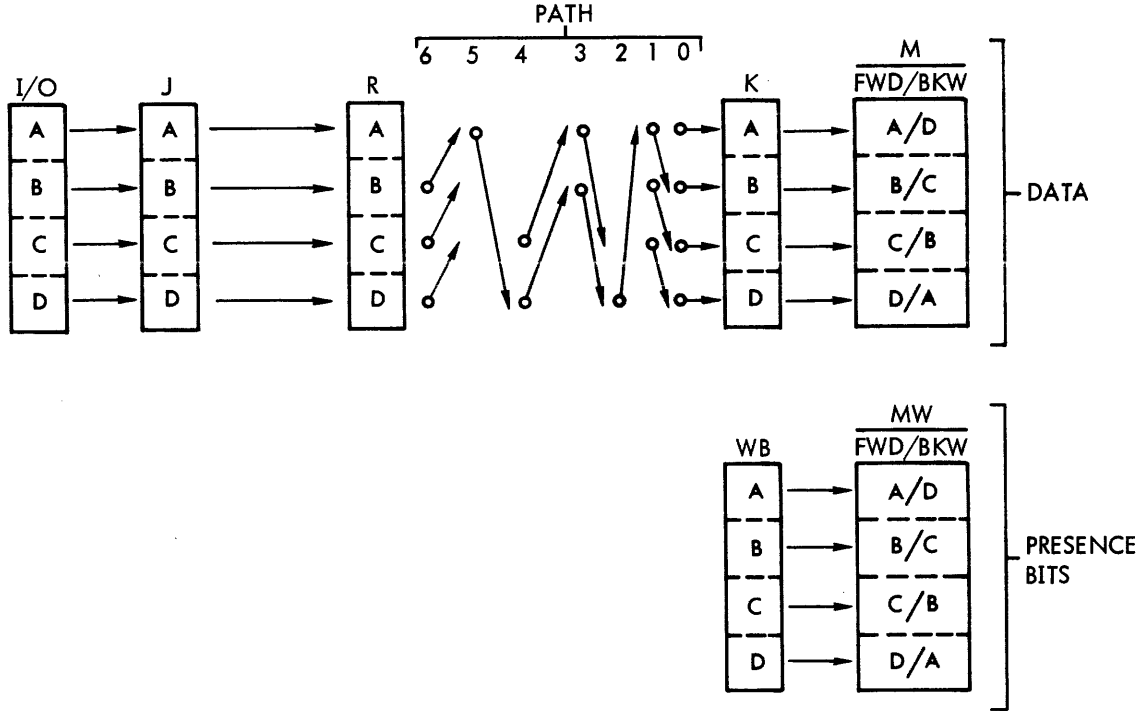 PATH
6 5 4 3 2 1 0
I/O J R K M
FWD/BKW
A A A A A/D
B B B B B/C
C C C C C/B
D D D D D/A
DATA
MW
WB FWD/BKW
A A/D
B B/C
C C/B
D D/A
PRESENCE
BITS